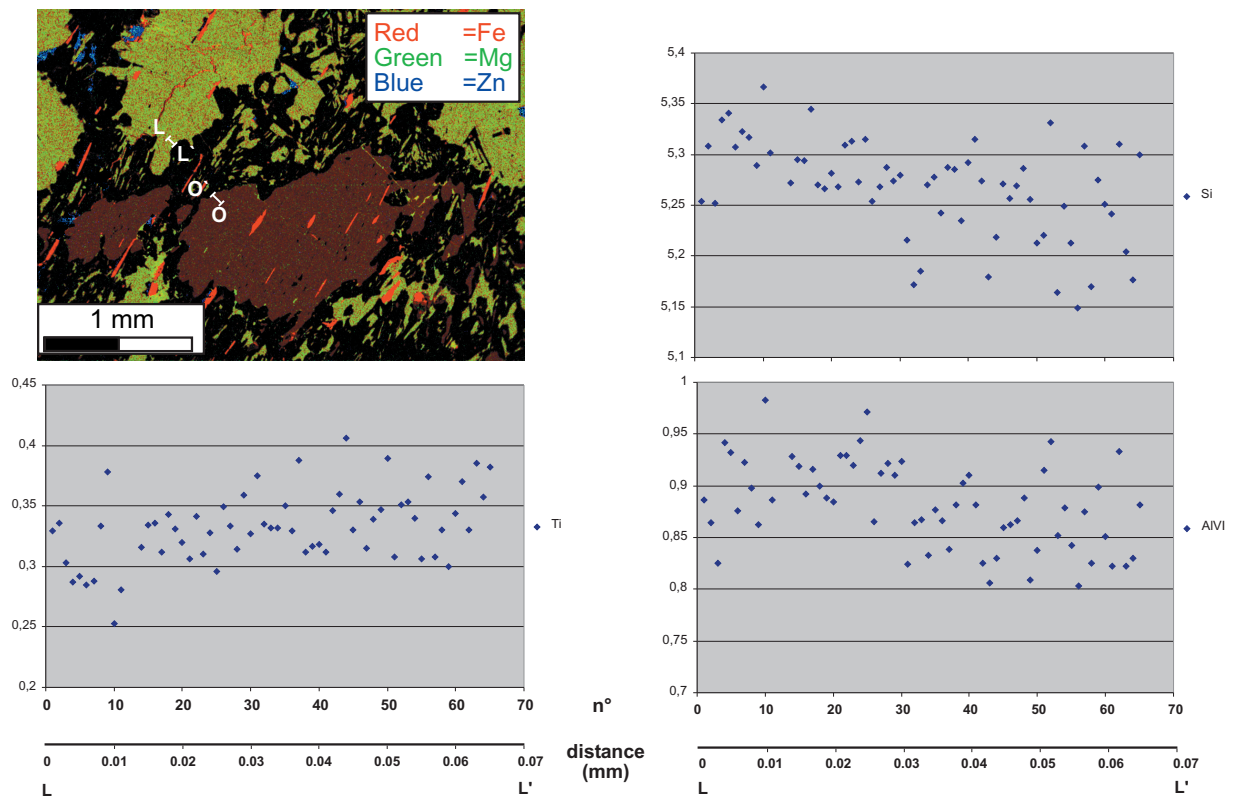 Red =Fe
Green =Mg
Blue =Zn
L
L'
O'
O
1 mm
5,4
5,35
5,3
5,25
5,2
5,15
5,1
Si
0,45
0,4
0,35
0,3
0,25
0,2
Ti
0 10 20 30 40 50 60 70
n°
1
0,95
0,9
0,85
0,8
0,75
0,7
AlVI
0 10 20 30 40 50 60 70
distance
(mm)
0 0.01 0.02 0.03 0.04 0.05 0.06 0.07
L L'
0 0.01 0.02 0.03 0.04 0.05 0.06 0.07
L L'